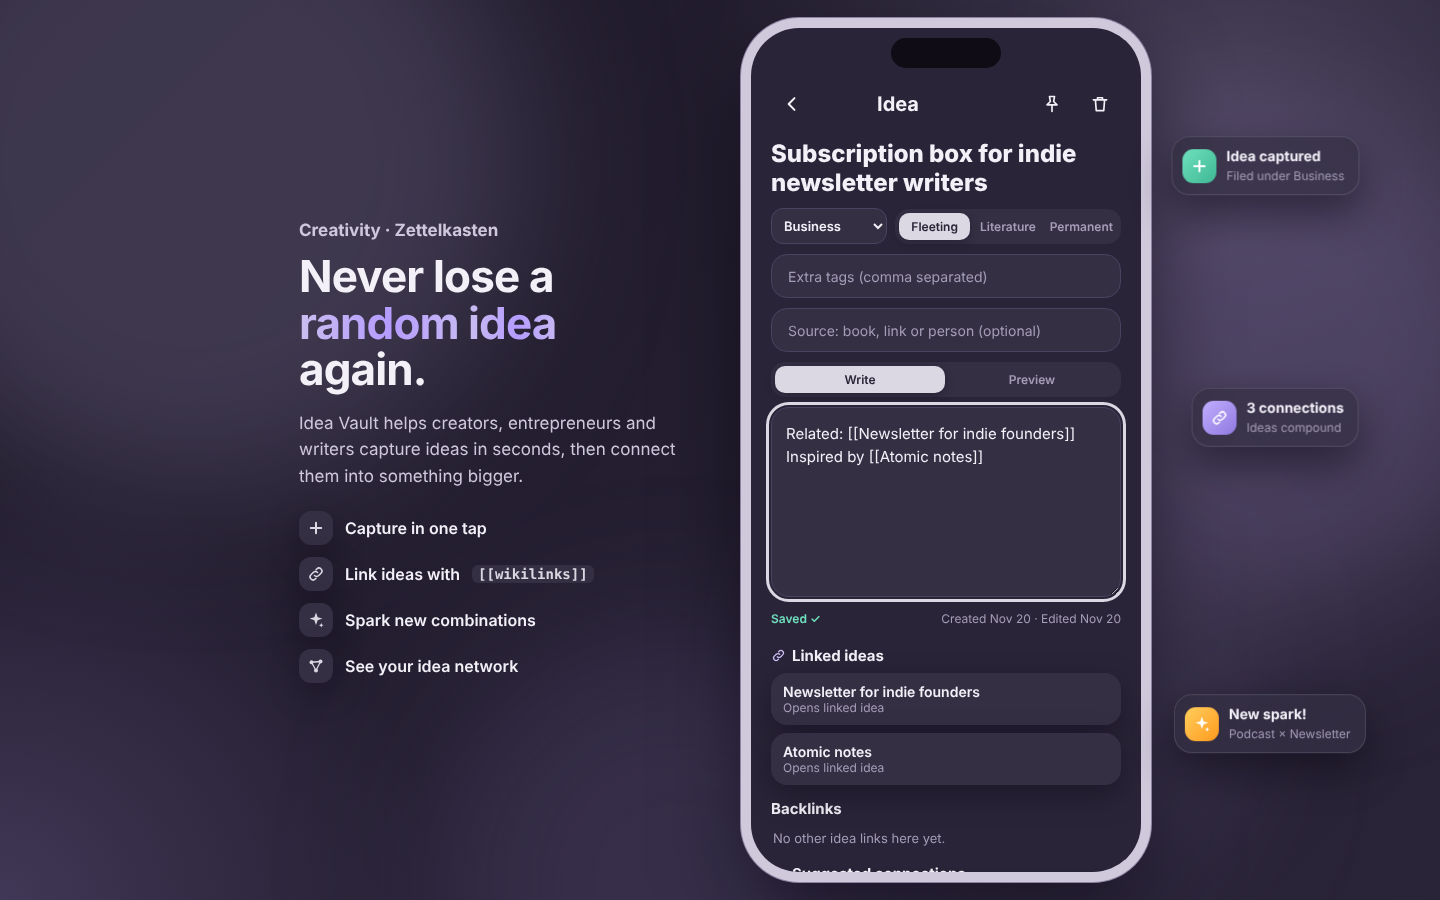 Creativity · Zettelkasten
Never lose a
random idea
again.
Idea Vault helps creators, entrepreneurs and
writers capture ideas in seconds, then connect
them into something bigger.
Capture in one tap
Link ideas with [[wikilinks]]
Spark new combinations
See your idea network
Idea
Subscription box for indie
newsletter writers
Business Fleeting Literature Permanent
Extra tags (comma separated)
Source: book, link or person (optional)
Write Preview
Related: [[Newsletter for indie founders]]
Inspired by [[Atomic notes]]
Saved ✓ Created Nov 20 · Edited Nov 20
Linked ideas
Newsletter for indie founders
Opens linked idea
Atomic notes
Opens linked idea
Backlinks
No other idea links here yet.
Suggested connections
Idea captured
Filed under Business
3 connections
Ideas compound
New spark!
Podcast × Newsletter